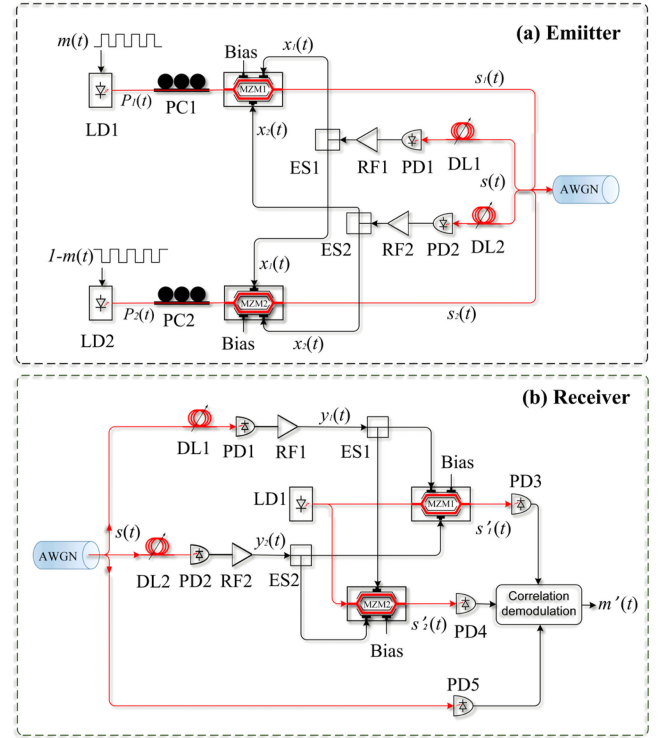 (a) Emiitter
m(t)
Bias
x₁(t)
s₁(t)
MZM1
P₁(t)
PC1
LD1
x₂(t)
ES1
RF1
PD1
DL1
s(t)
AWGN
ES2
RF2
PD2
DL2
1-m(t)
x₁(t)
MZM2
P₂(t)
PC2
s₂(t)
LD2
Bias
x₂(t)
(b) Receiver
y₁(t)
DL1
PD1
RF1
ES1
Bias
LD1
PD3
MZM1
s(t)
y₂(t)
s'₁(t)
AWGN
DL2
PD2
RF2
ES2
MZM2
Correlation
demodulation
m'(t)
s'₂(t)
PD4
Bias
PD5